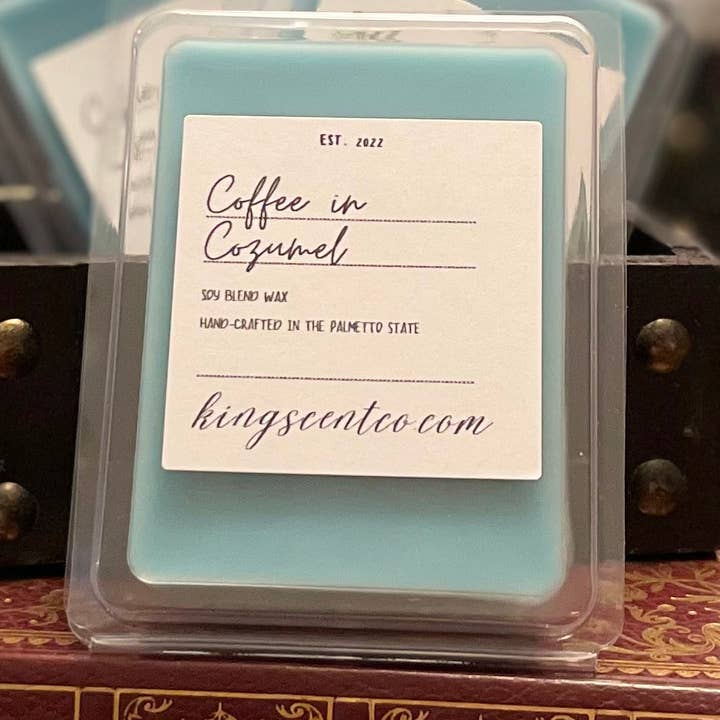 EST. 2022
Coffee in
Cozumel
SOY BLEND WAX
HAND-CRAFTED IN THE PALMETTO STATE
kingscentco.com